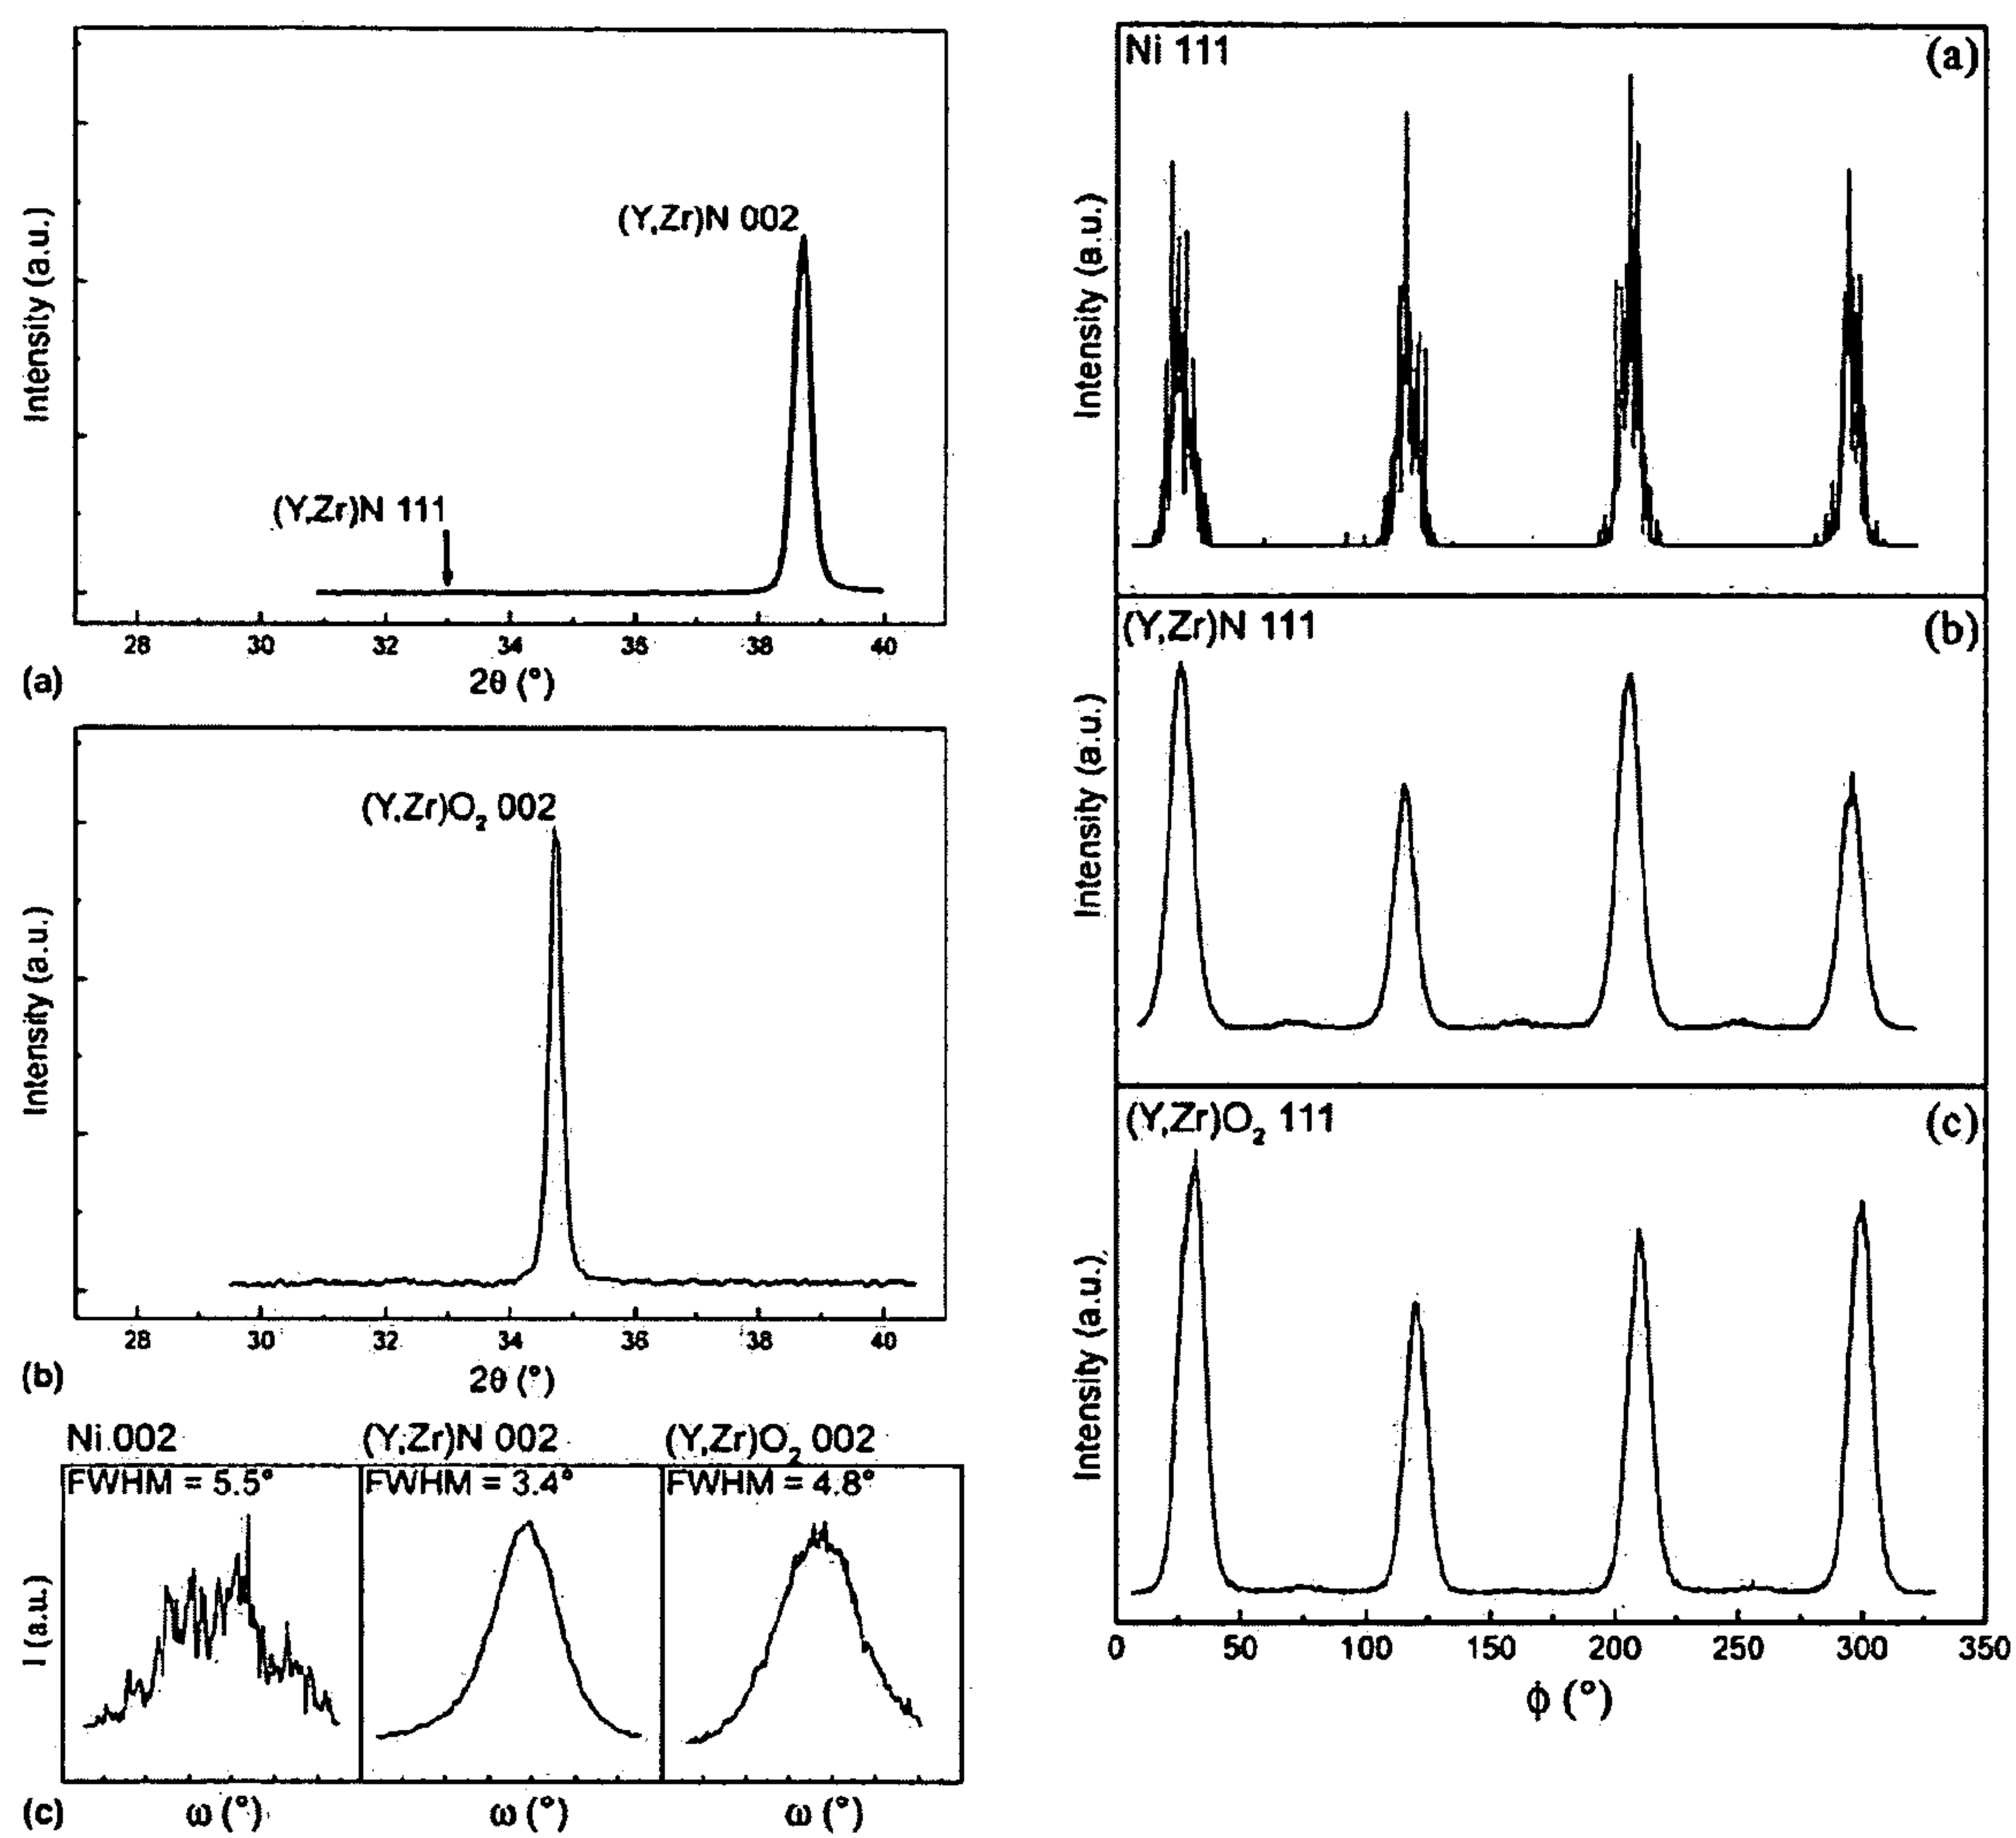 (Y,Zr)N 002
(Y,Zr)N 111
Intensity (a.u.)
28 30 32 34 36 38 40
2θ (°)
(a)
(Y,Zr)O₂ 002
Intensity (a.u.)
28 30 32 34 36 38 40
2θ (°)
(b)
Ni 002 (Y,Zr)N 002 (Y,Zr)O₂ 002
FWHM = 5.5° FWHM = 3.4° FWHM = 4.8°
I (a.u.)
(c) ω (°) ω (°) ω (°)
Ni 111 (a)
Intensity (a.u.)
(Y,Zr)N 111 (b)
Intensity (a.u.)
(Y,Zr)O₂ 111 (c)
Intensity (a.u.)
0 50 100 150 200 250 300 350
ϕ (°)